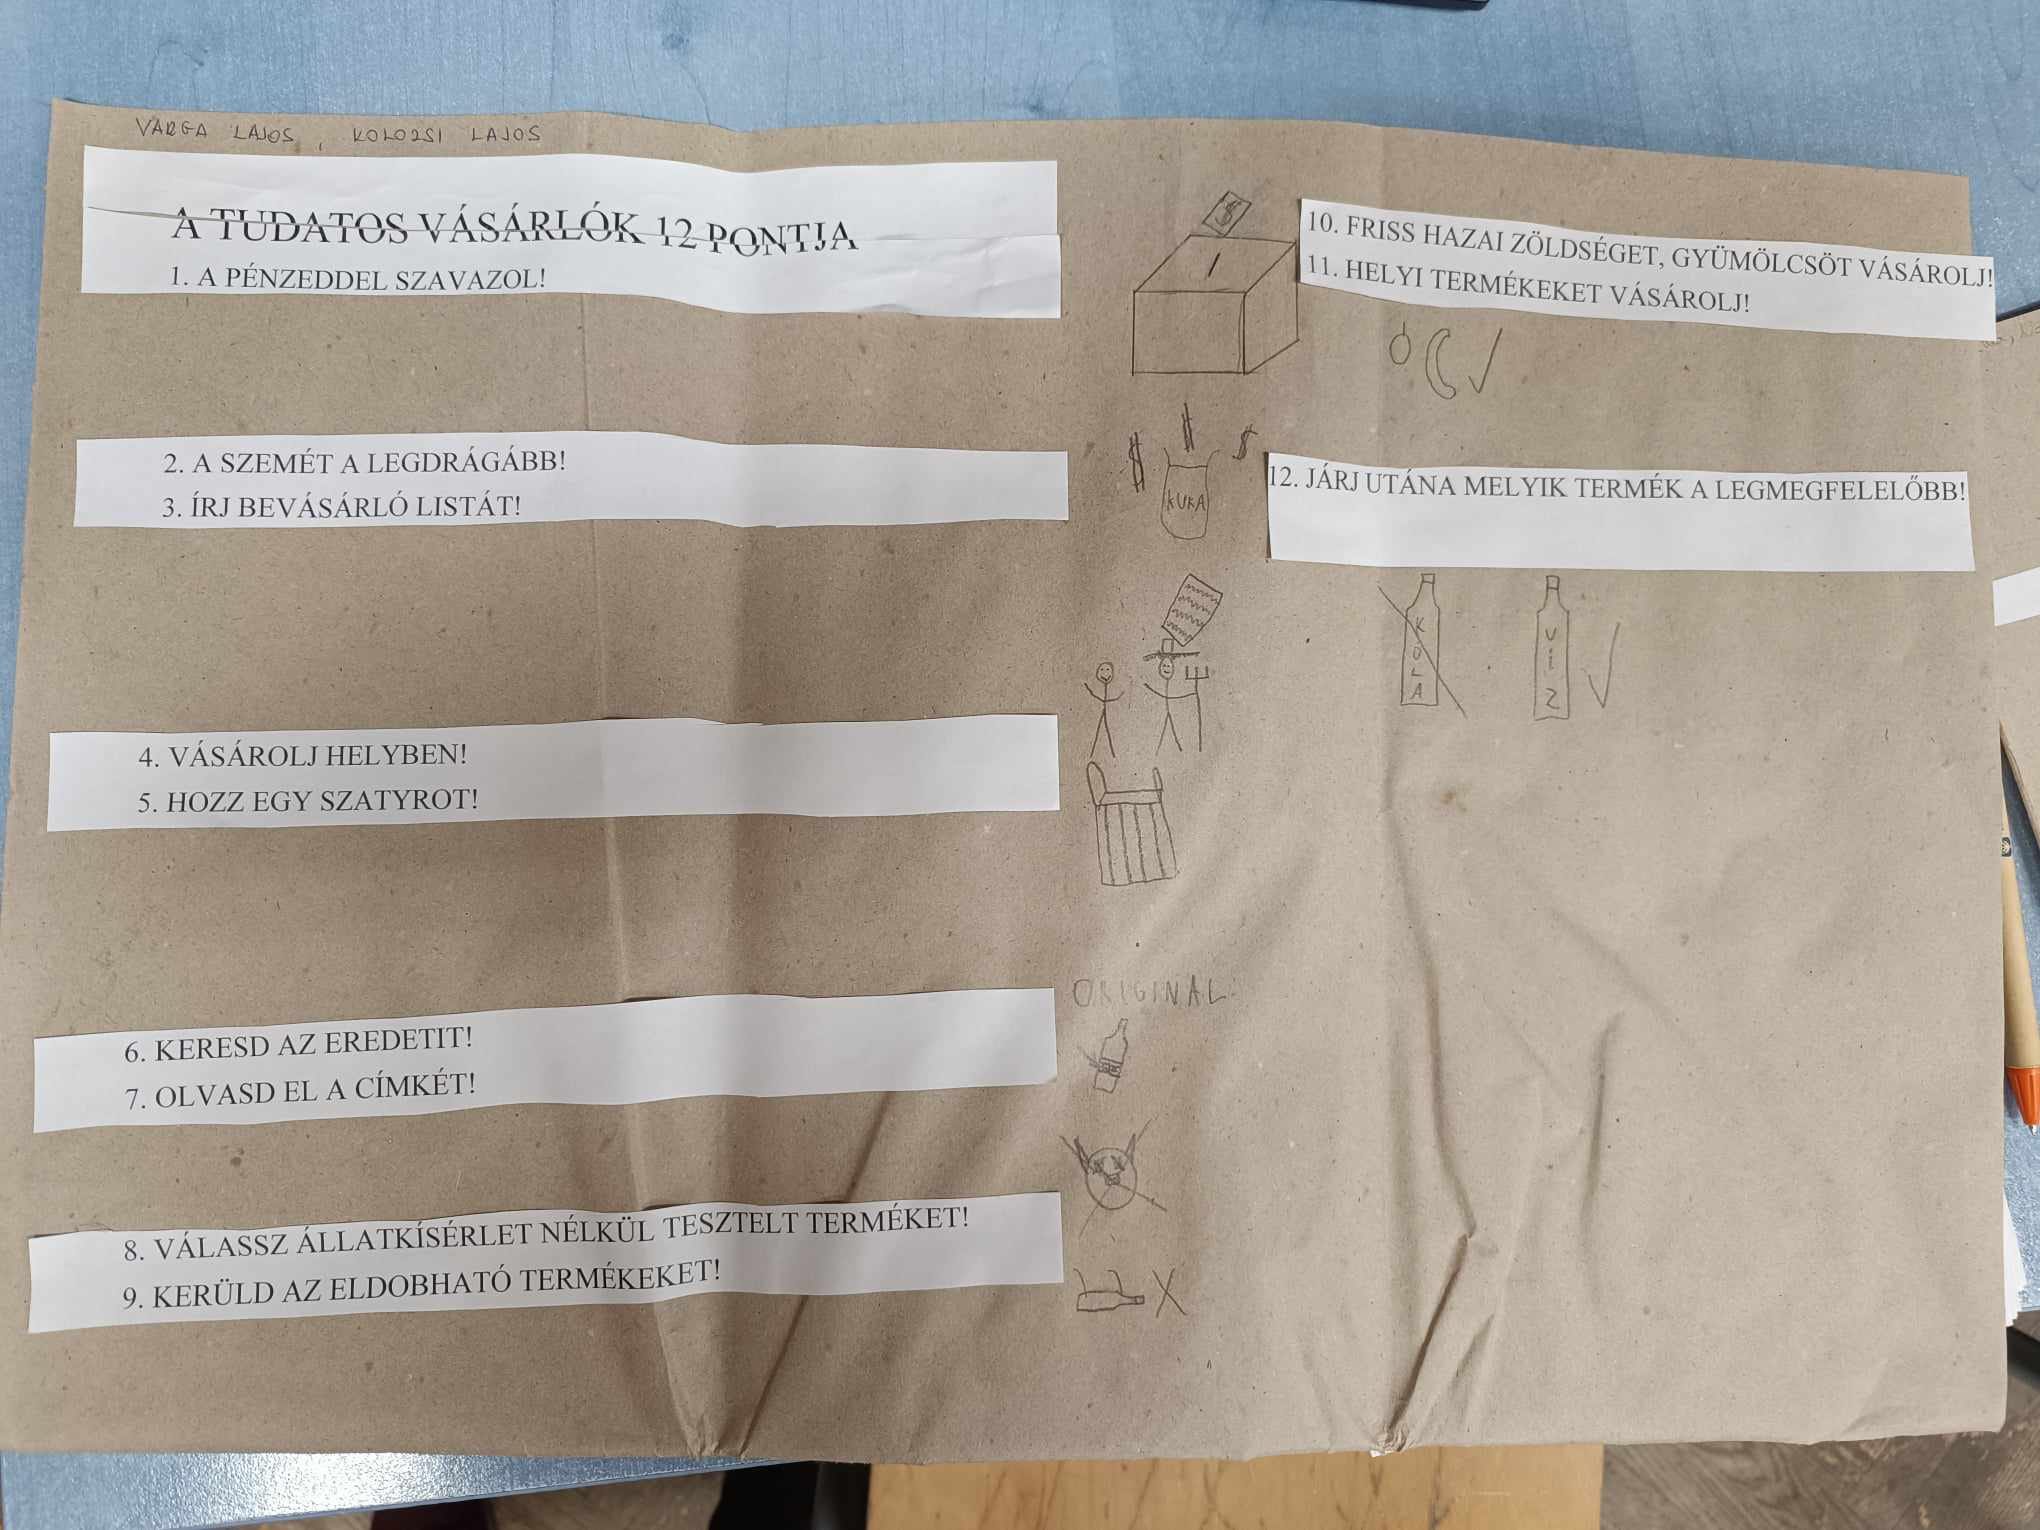 VARGA LAJOS, KOLOZSI LAJOS
A TUDATOS VÁSÁRLÓK 12 PONTJA
1. A PÉNZEDDEL SZAVAZOL!
2. A SZEMÉT A LEGDRÁGÁBB!
3. ÍRJ BEVÁSÁRLÓ LISTÁT!
4. VÁSÁROLJ HELYBEN!
5. HOZZ EGY SZATYROT!
6. KERESD AZ EREDETIT!
7. OLVASD EL A CÍMKÉT!
8. VÁLASSZ ÁLLATKÍSÉRLET NÉLKÜL TESZTELT TERMÉKET!
9. KERÜLD AZ ELDOBHATÓ TERMÉKEKET!
$
$ $ $
KUKA
ORIGINAL
10. FRISS HAZAI ZÖLDSÉGET, GYÜMÖLCSÖT VÁSÁROLJ!
11. HELYI TERMÉKEKET VÁSÁROLJ!
12. JÁRJ UTÁNA MELYIK TERMÉK A LEGMEGFELELŐBB!
KÓLA
VÍZ